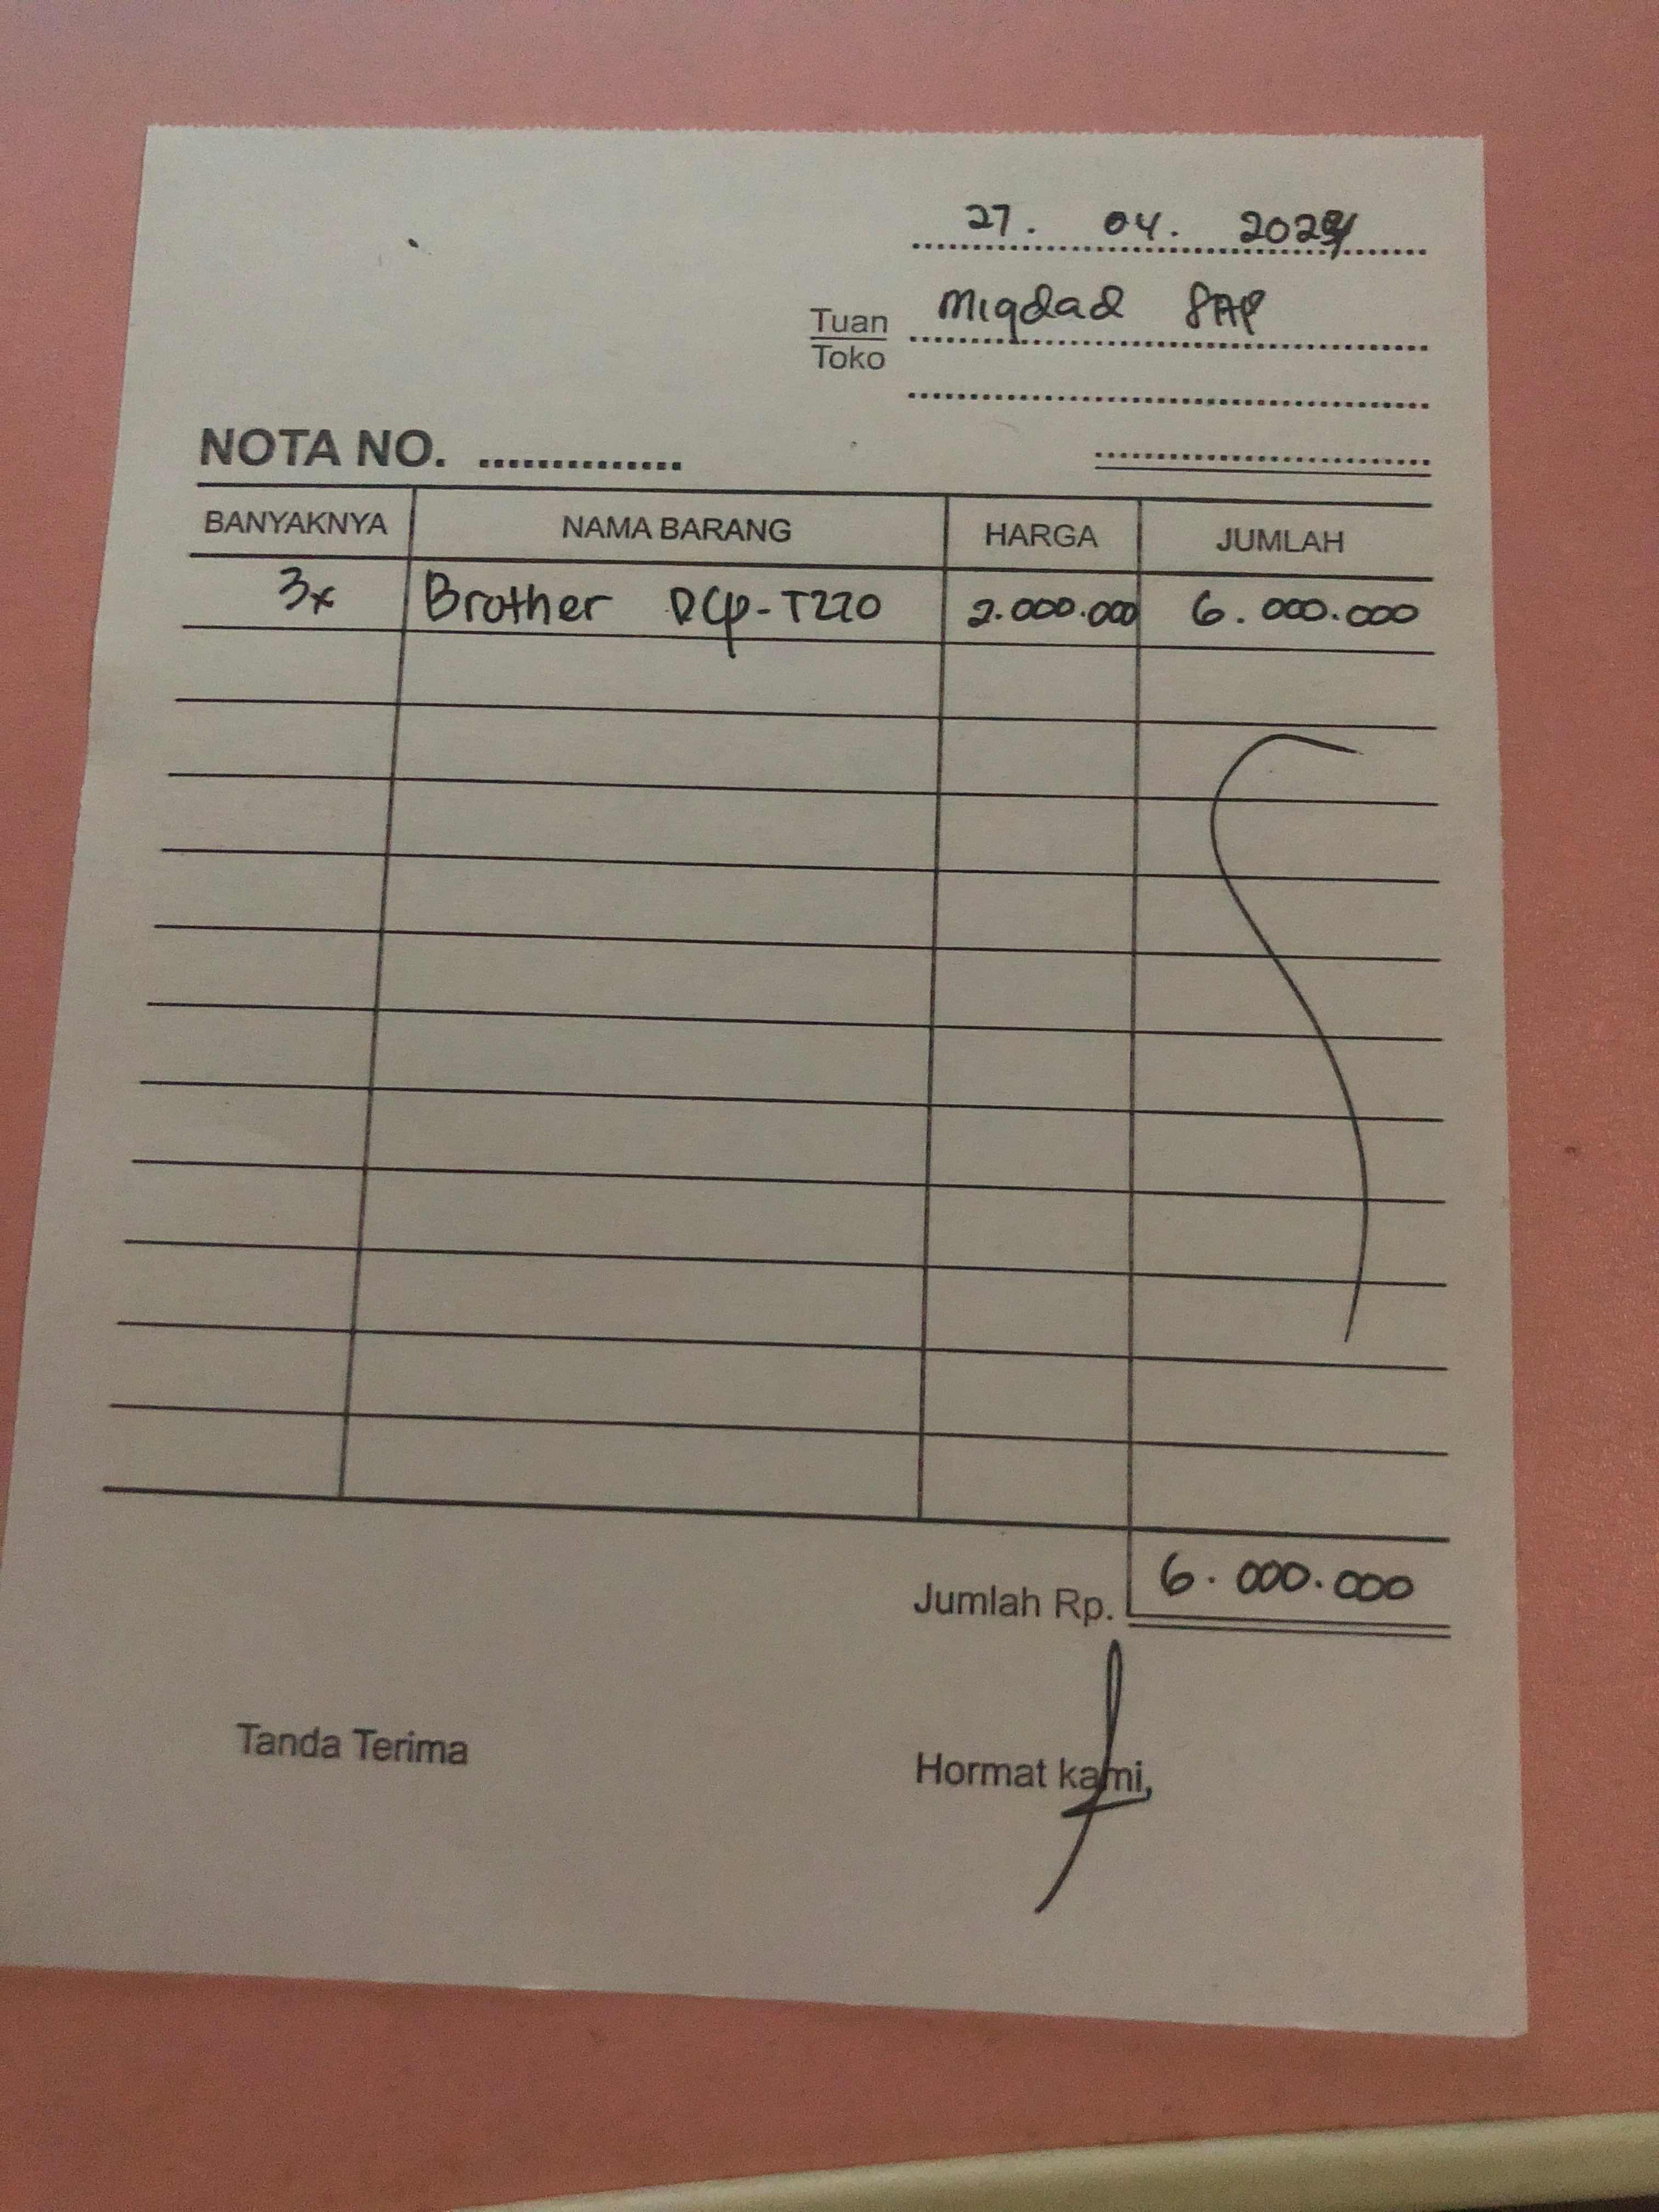 27. 04. 2024
Tuan Miqdad SAP
Toko
NOTA NO. ..............
BANYAKNYA NAMA BARANG HARGA JUMLAH
3x Brother DCP-T220 2.000.000 6.000.000
Jumlah Rp. 6.000.000
Tanda Terima Hormat kami,